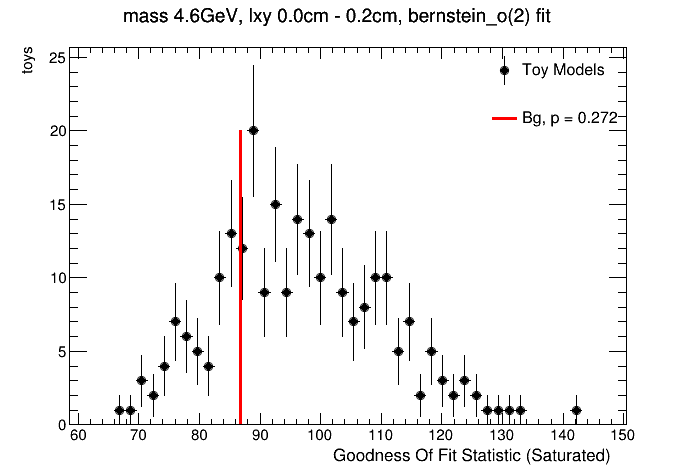 mass 4.6GeV, lxy 0.0cm - 0.2cm, bernstein_o(2) fit
toys
25
20
15
10
5
0
Toy Models
Bg, p = 0.272
60 70 80 90 100 110 120 130 140 150
Goodness Of Fit Statistic (Saturated)